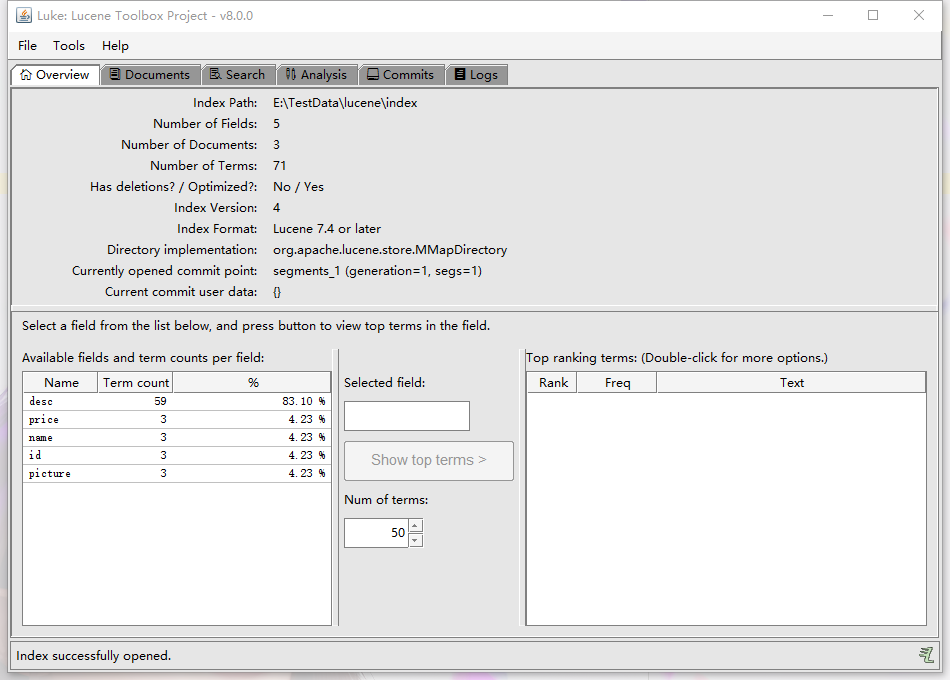 Luke: Lucene Toolbox Project - v8.0.0
File Tools Help
Overview Documents Search Analysis Commits Logs
Index Path: E:\TestData\lucene\index
Number of Fields: 5
Number of Documents: 3
Number of Terms: 71
Has deletions? / Optimized?: No / Yes
Index Version: 4
Index Format: Lucene 7.4 or later
Directory implementation: org.apache.lucene.store.MMapDirectory
Currently opened commit point: segments_1 (generation=1, segs=1)
Current commit user data: {}
Select a field from the list below, and press button to view top terms in the field.
Available fields and term counts per field:
Name Term count %
desc 59 83.10 %
price 3 4.23 %
name 3 4.23 %
id 3 4.23 %
picture 3 4.23 %
Selected field:
Show top terms >
Num of terms:
50
Top ranking terms: (Double-click for more options.)
Rank Freq Text
Index successfully opened.